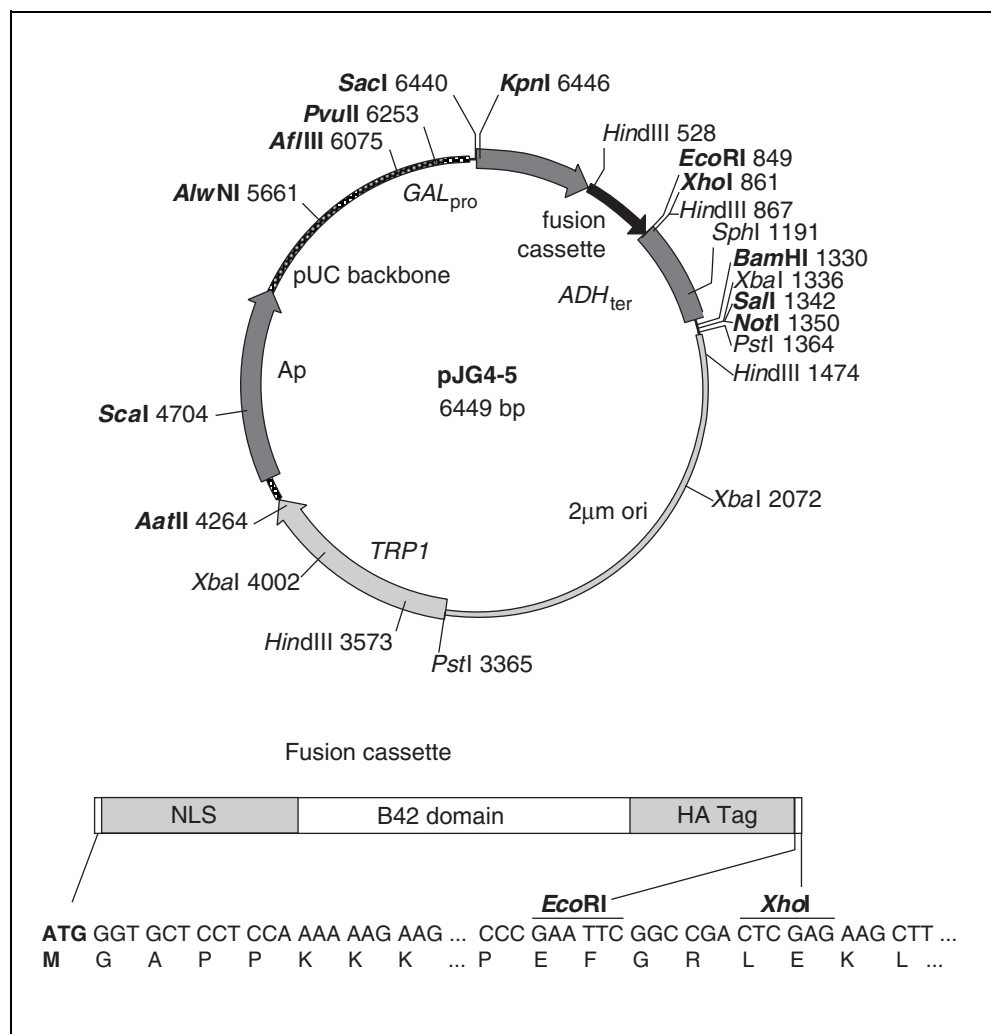 SacI 6440
KpnI 6446
PvuII 6253
AflIII 6075
AlwNI 5661
HindIII 528
EcoRI 849
XhoI 861
HindIII 867
SphI 1191
BamHI 1330
XbaI 1336
SalI 1342
NotI 1350
PstI 1364
HindIII 1474
GALpro
fusion
cassette
ADHter
pUC backbone
Ap
pJG4-5
6449 bp
ScaI 4704
XbaI 2072
2μm ori
AatII 4264
TRP1
XbaI 4002
HindIII 3573
PstI 3365
Fusion cassette
NLS
B42 domain
HA Tag
EcoRI
XhoI
ATG GGT GCT CCT CCA AAA AAG AAG ... CCC GAA TTC GGC CGA CTC GAG AAG CTT ...
M G A P P K K K ... P E F G R L E K L ...